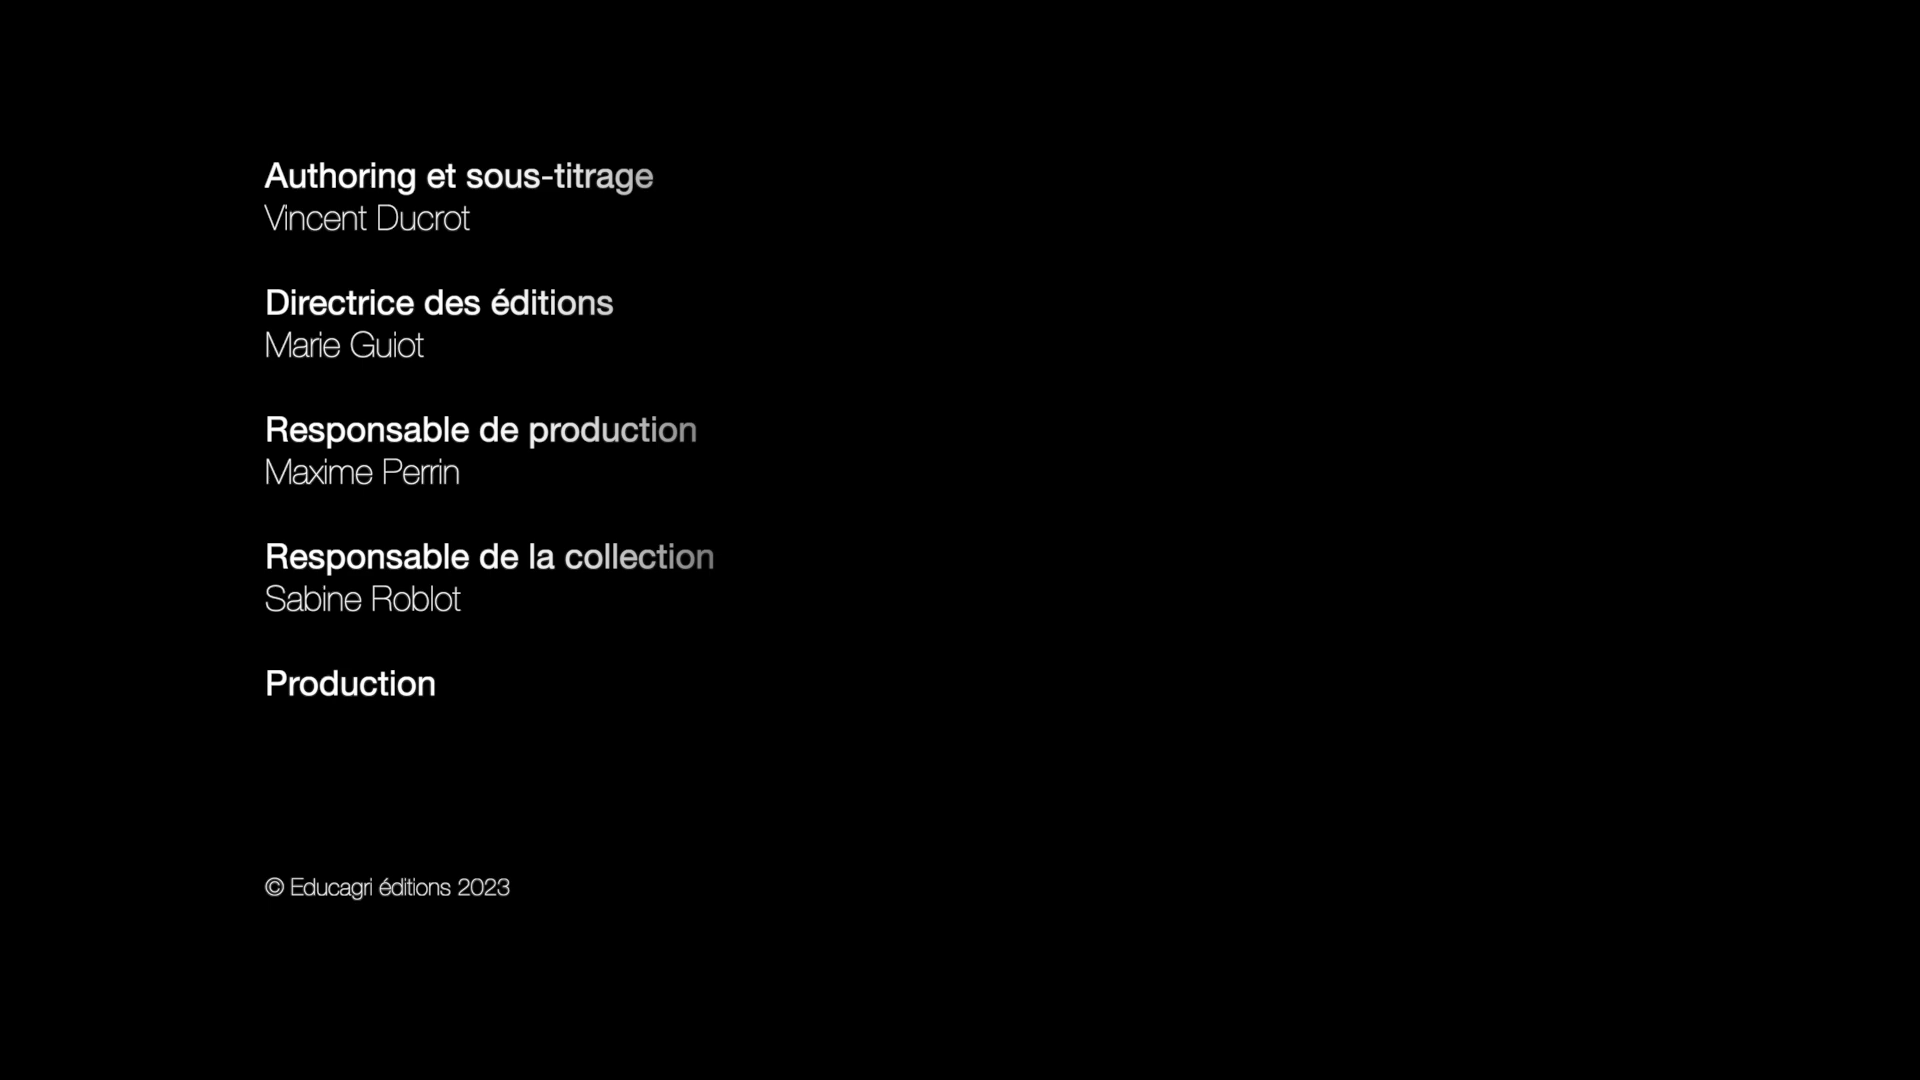 Authoring et sous-titrage
Vincent Ducrot
Directrice des éditions
Marie Guiot
Responsable de production
Maxime Perrin
Responsable de la collection
Sabine Roblot
Production
© Educagri éditions 2023